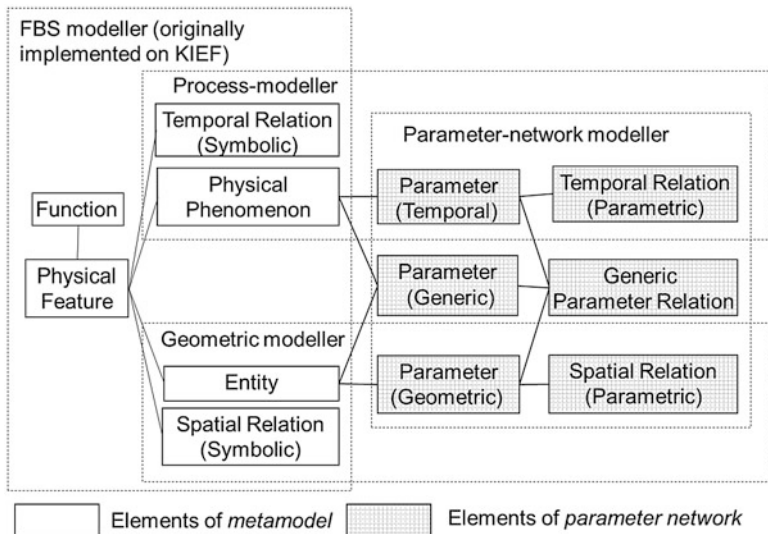 FBS modeller (originally
implemented on KIEF)
Process-modeller
Temporal Relation
(Symbolic)
Parameter-network modeller
Physical
Phenomenon
Parameter
(Temporal)
Temporal Relation
(Parametric)
Function
Physical
Feature
Parameter
(Generic)
Generic
Parameter Relation
Geometric modeller
Entity
Parameter
(Geometric)
Spatial Relation
(Parametric)
Spatial Relation
(Symbolic)
Elements of metamodel
Elements of parameter network